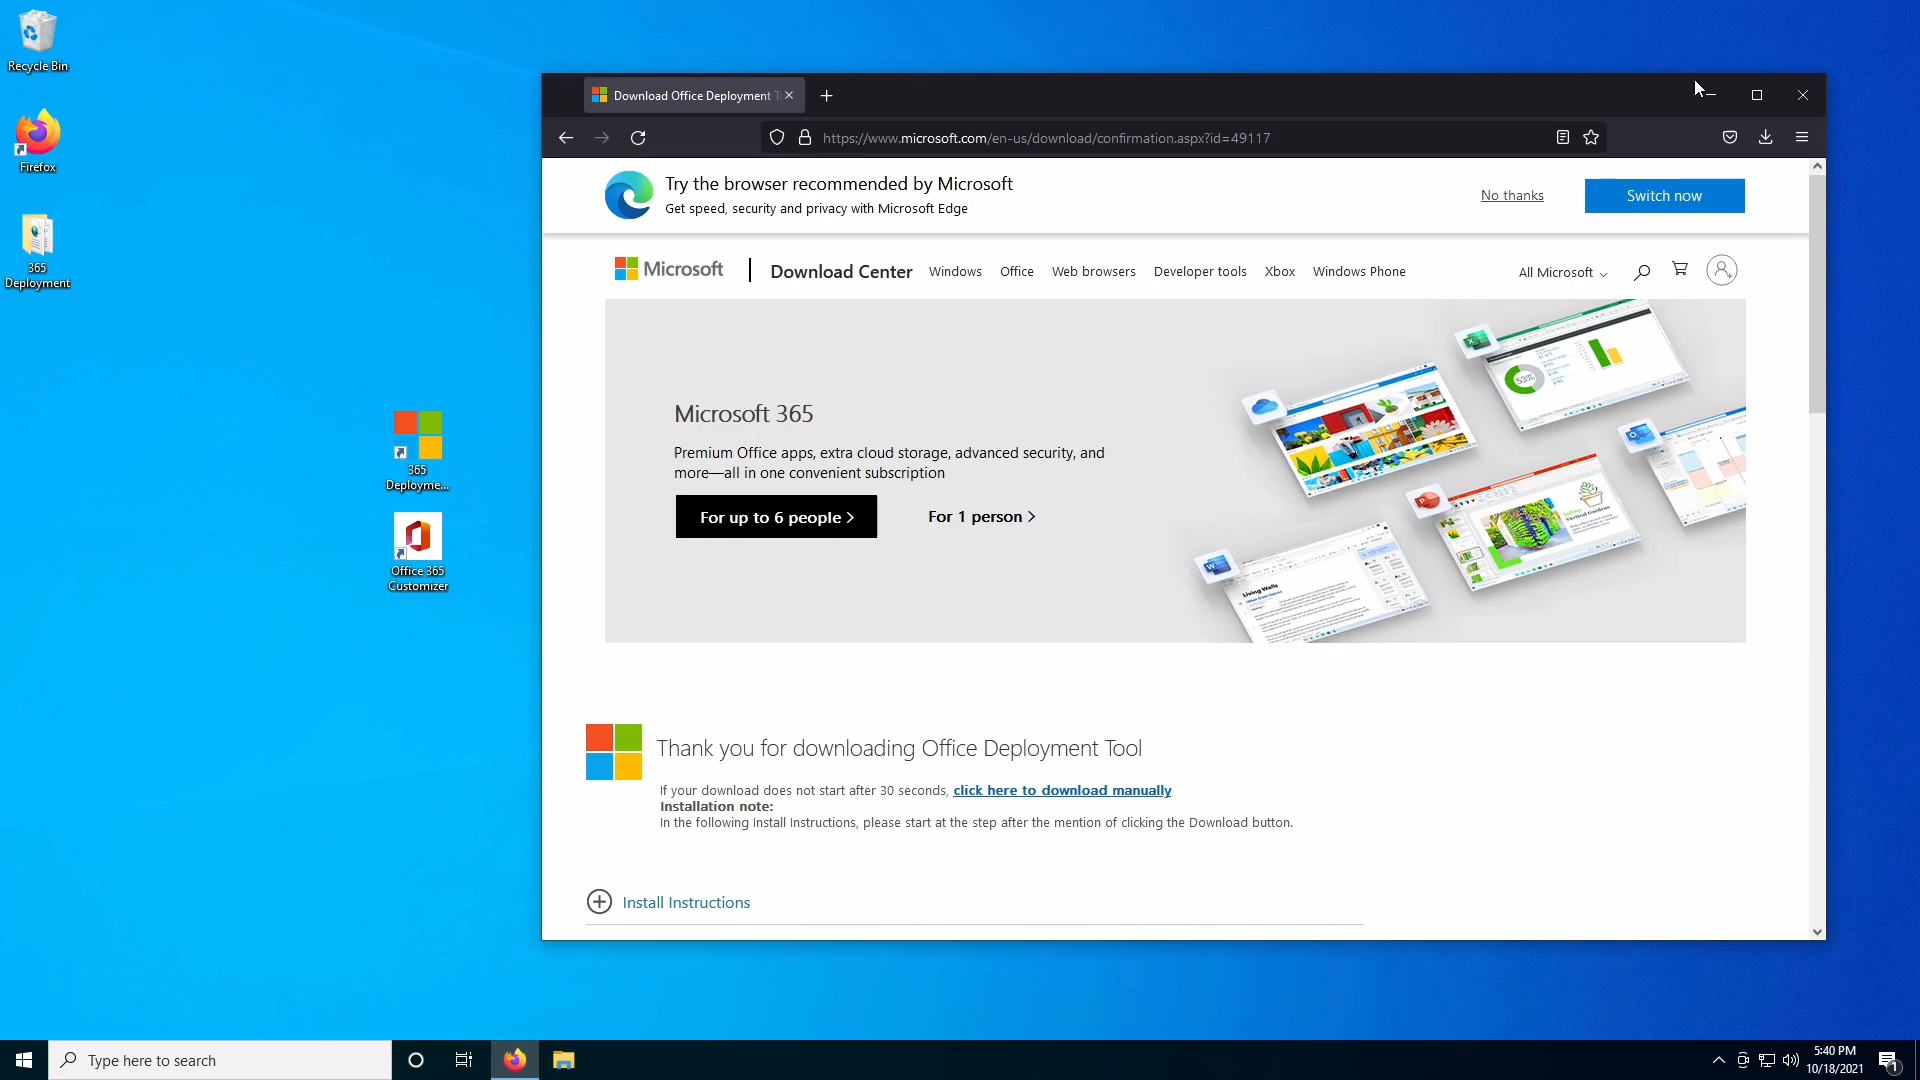 Recycle Bin
Firefox
365
Deployment
365
Deployme...
Office 365
Customizer
Download Office Deployment T
https://www.microsoft.com/en-us/download/confirmation.aspx?id=49117
Try the browser recommended by Microsoft
Get speed, security and privacy with Microsoft Edge
No thanks
Switch now
Microsoft
Download Center
Windows
Office
Web browsers
Developer tools
Xbox
Windows Phone
All Microsoft
Microsoft 365
Premium Office apps, extra cloud storage, advanced security, and
more—all in one convenient subscription
For up to 6 people
For 1 person
53%
Living Walls
Vertical Gardens
Thank you for downloading Office Deployment Tool
If your download does not start after 30 seconds, click here to download manually
Installation note:
In the following Install Instructions, please start at the step after the mention of clicking the Download button.
Install Instructions
Type here to search
5:40 PM
10/18/2021
1